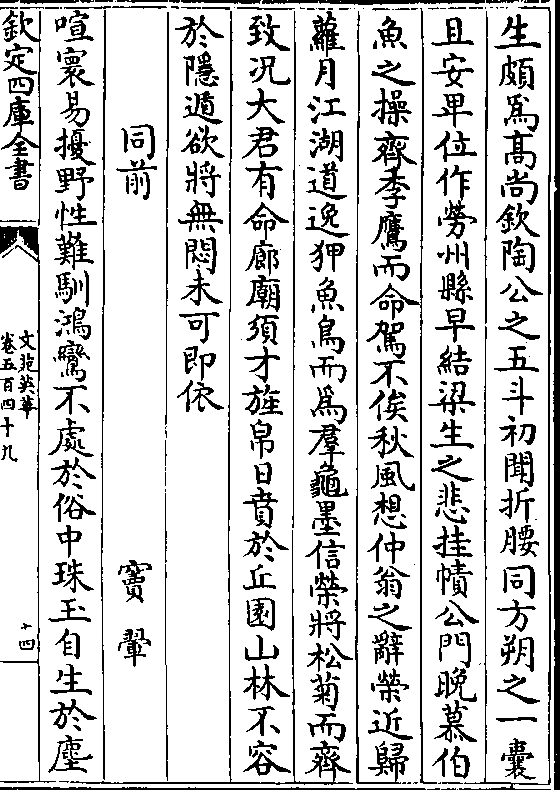 生頗爲髙尚欽陶公之五斗初聞折腰同方朔之一囊
且安卑位作勞州縣早結梁生之悲挂幘公門晚慕伯
魚之操齊季鷹而命駕不俟秋風想仲翁之辭榮近歸
蘿月江湖道逸狎魚鳥而爲羣龜墨信榮將松菊而齊
致况大君有命廊廟須才旌帛日賁於丘園山林不容
於隱遁欲將無悶未可即依
同前 竇翬
喧寰易擾野性難馴鴻鸞不處於俗中珠玉自生於塵
欽定四庫全書
文苑英華
卷五百四十九
十四